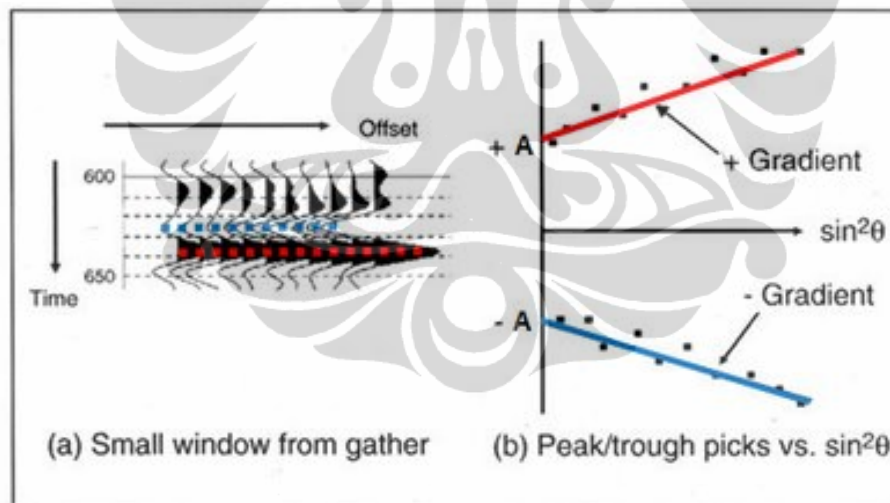 Offset
600
650
Time
+ A
+ Gradient
sin²θ
- Gradient
- A
(a) Small window from gather
(b) Peak/trough picks vs. sin²θ